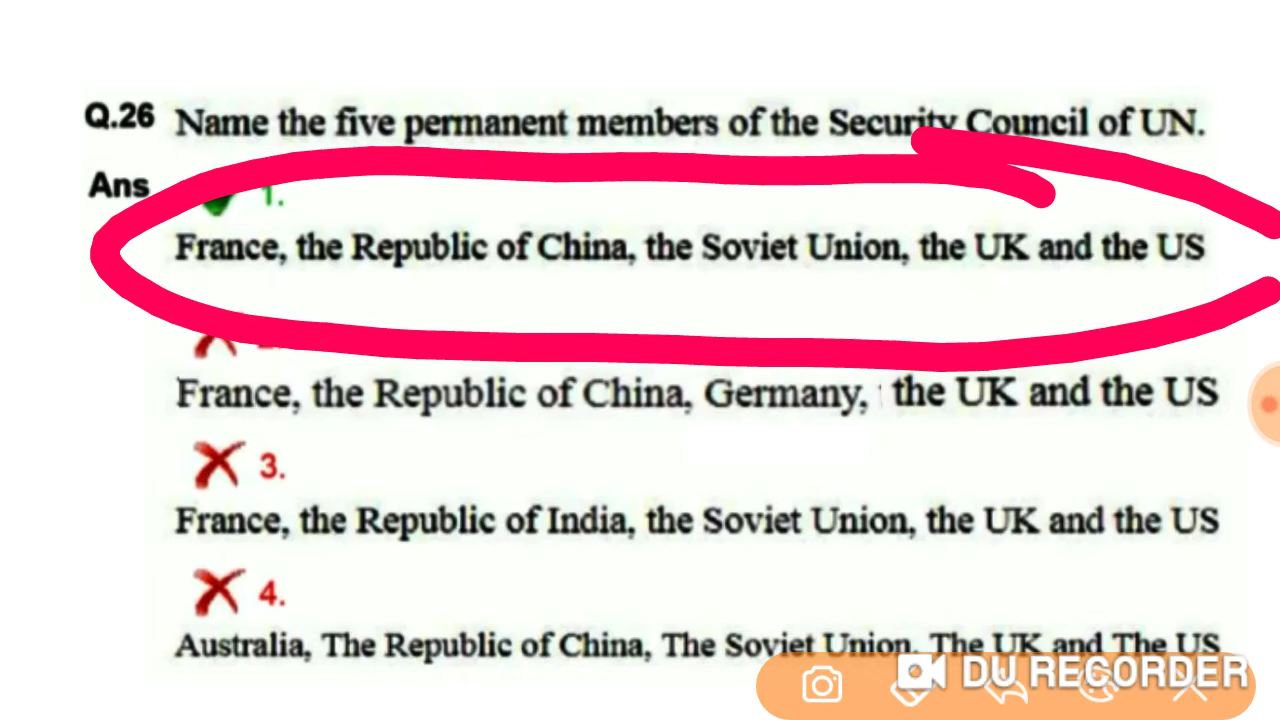 Q.26 Name the five permanent members of the Security Council of UN.
Ans 1.
France, the Republic of China, the Soviet Union, the UK and the US
France, the Republic of China, Germany, the UK and the US
3.
France, the Republic of India, the Soviet Union, the UK and the US
4.
Australia, The Republic of China, The Soviet Union, The UK and The US
DU RECORDER